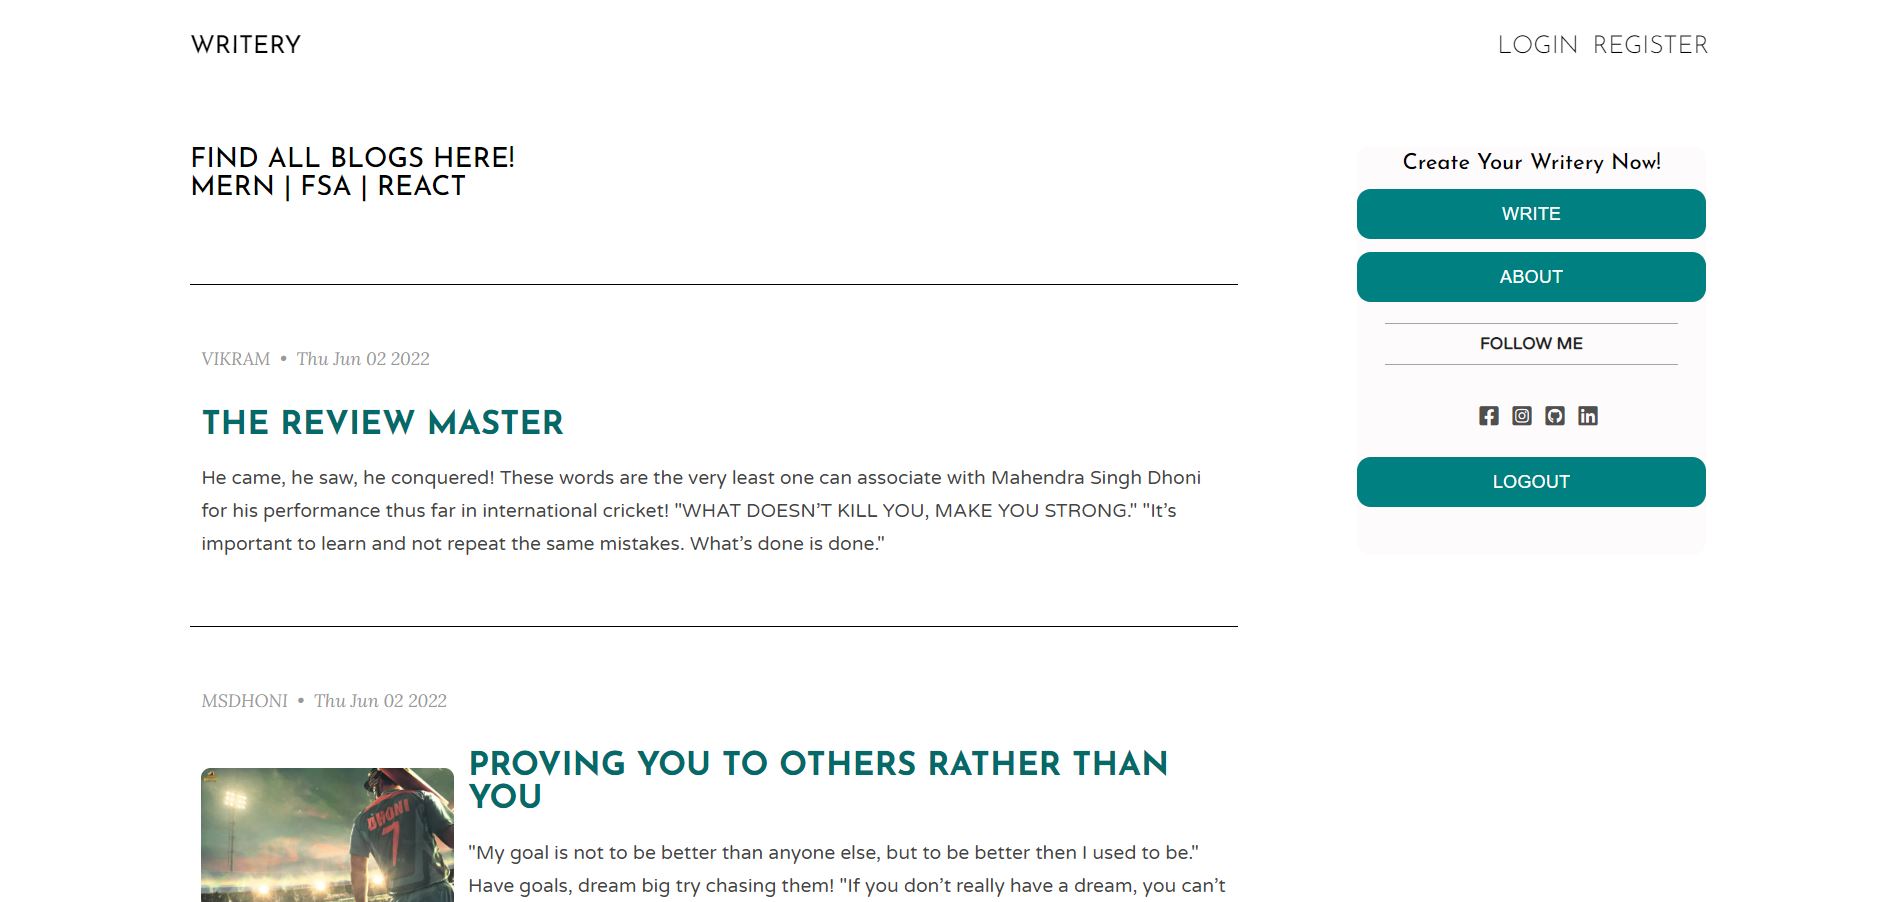 WRITERY
LOGIN REGISTER
FIND ALL BLOGS HERE!
MERN | FSA | REACT
Create Your Writery Now!
WRITE
ABOUT
FOLLOW ME
LOGOUT
VIKRAM • Thu Jun 02 2022
THE REVIEW MASTER
He came, he saw, he conquered! These words are the very least one can associate with Mahendra Singh Dhoni
for his performance thus far in international cricket! "WHAT DOESN’T KILL YOU, MAKE YOU STRONG." "It’s
important to learn and not repeat the same mistakes. What’s done is done."
MSDHONI • Thu Jun 02 2022
DHONI
7
PROVING YOU TO OTHERS RATHER THAN
YOU
"My goal is not to be better than anyone else, but to be better then I used to be."
Have goals, dream big try chasing them! "If you don’t really have a dream, you can’t